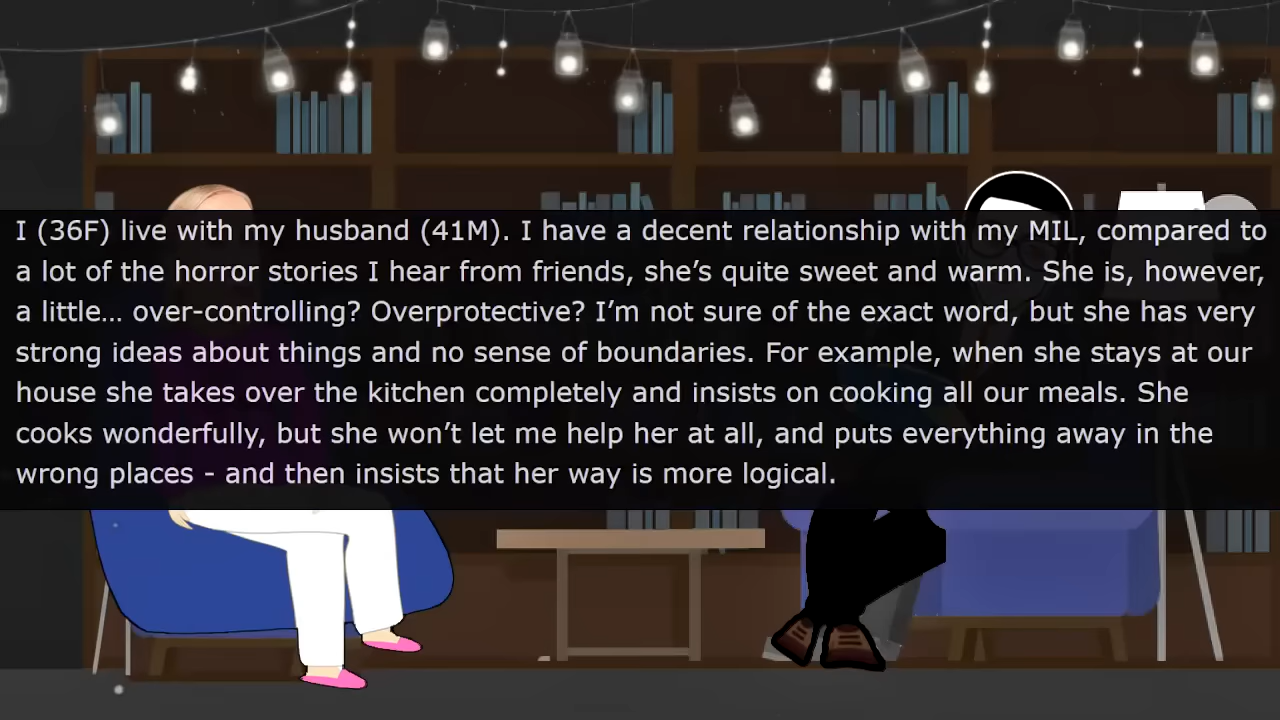 I (36F) live with my husband (41M). I have a decent relationship with my MIL, compared to
a lot of the horror stories I hear from friends, she’s quite sweet and warm. She is, however,
a little… over-controlling? Overprotective? I’m not sure of the exact word, but she has very
strong ideas about things and no sense of boundaries. For example, when she stays at our
house she takes over the kitchen completely and insists on cooking all our meals. She
cooks wonderfully, but she won’t let me help her at all, and puts everything away in the
wrong places - and then insists that her way is more logical.